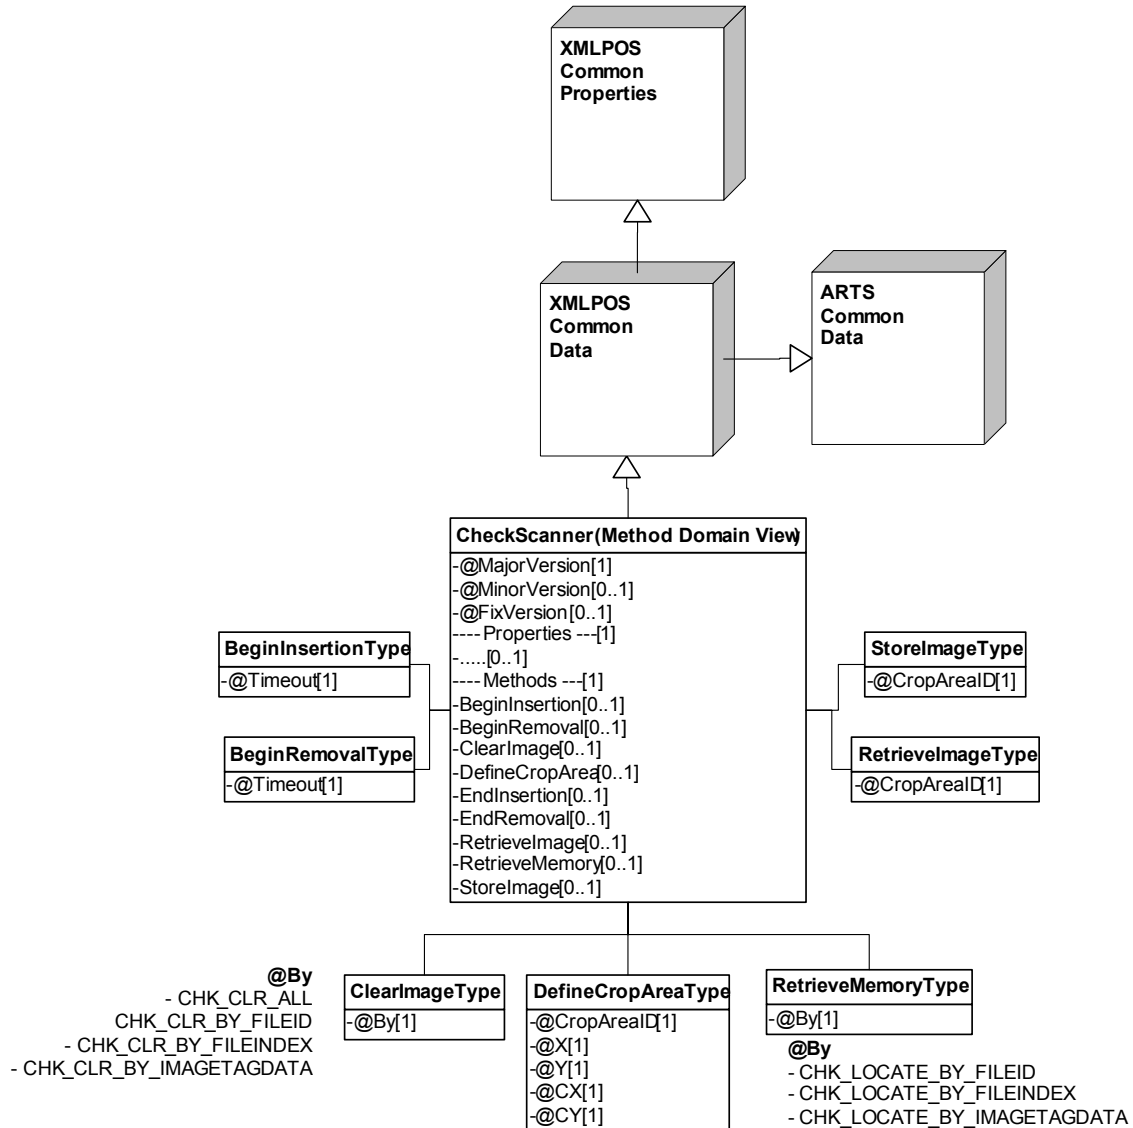 XMLPOS
Common
Properties
XMLPOS
Common
Data
ARTS
Common
Data
CheckScanner(Method Domain View)
-@MajorVersion[1]
-@MinorVersion[0..1]
-@FixVersion[0..1]
---- Properties ---[1]
-.....[0..1]
---- Methods ---[1]
-BeginInsertion[0..1]
-BeginRemoval[0..1]
-ClearImage[0..1]
-DefineCropArea[0..1]
-EndInsertion[0..1]
-EndRemoval[0..1]
-RetrieveImage[0..1]
-RetrieveMemory[0..1]
-StoreImage[0..1]
BeginInsertionType
-@Timeout[1]
BeginRemovalType
-@Timeout[1]
StoreImageType
-@CropAreaID[1]
RetrieveImageType
-@CropAreaID[1]
@By
- CHK_CLR_ALL
CHK_CLR_BY_FILEID
- CHK_CLR_BY_FILEINDEX
- CHK_CLR_BY_IMAGETAGDATA
ClearImageType
-@By[1]
DefineCropAreaType
-@CropAreaID[1]
-@X[1]
-@Y[1]
-@CX[1]
-@CY[1]
RetrieveMemoryType
-@By[1]
@By
- CHK_LOCATE_BY_FILEID
- CHK_LOCATE_BY_FILEINDEX
- CHK_LOCATE_BY_IMAGETAGDATA